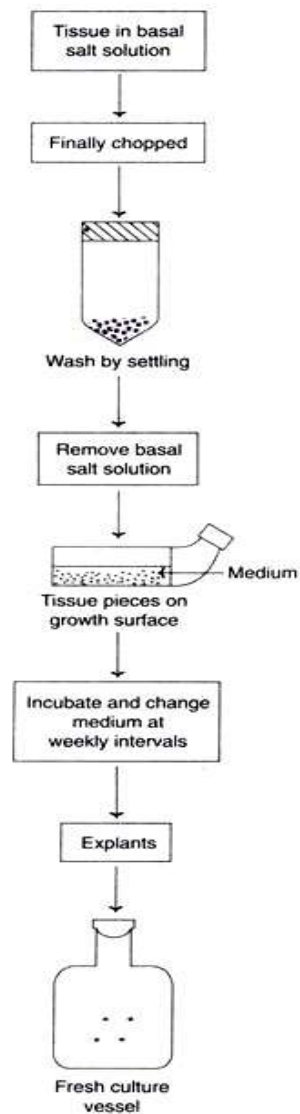 Tissue in basal
salt solution
Finally chopped
Wash by settling
Remove basal
salt solution
Medium
Tissue pieces on
growth surface
Incubate and change
medium at
weekly intervals
Explants
Fresh culture
vessel